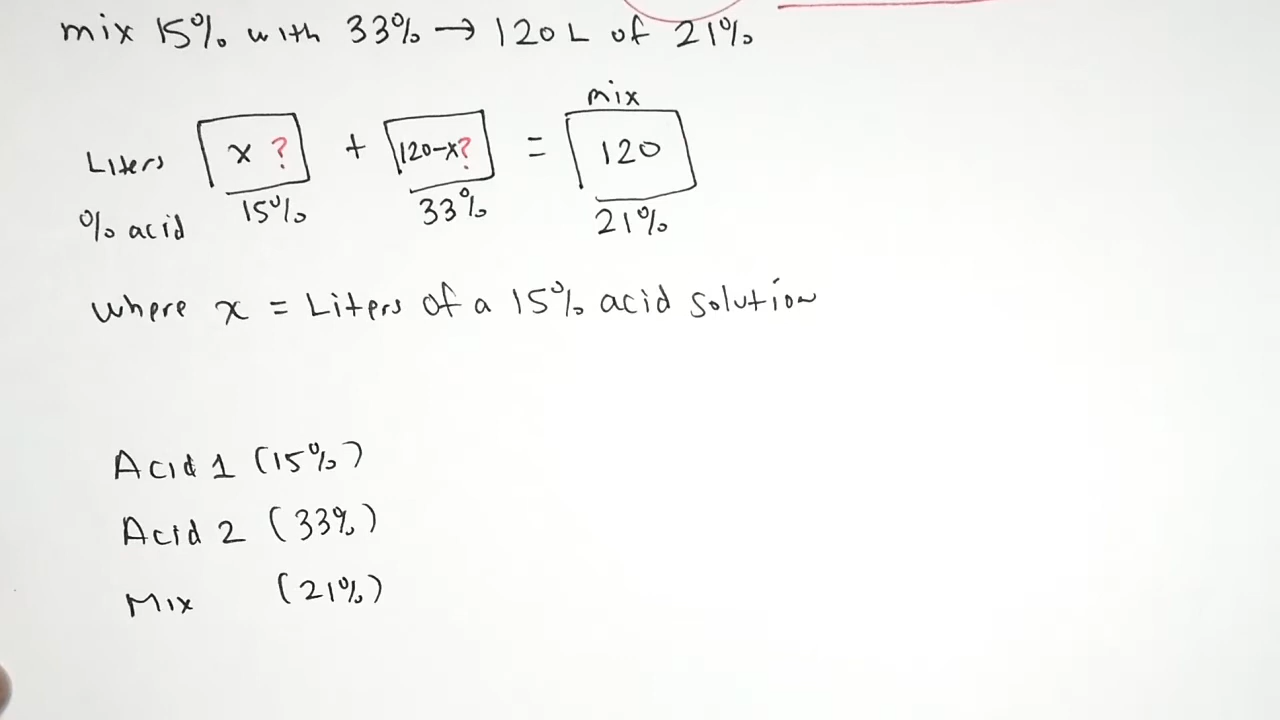 mix 15% with 33% → 120 L of 21%
mix
Liters x ? + 120-x? = 120
% acid 15% 33% 21%
where x = Liters of a 15% acid solution
Acid 1 (15%)
Acid 2 (33%)
Mix (21%)